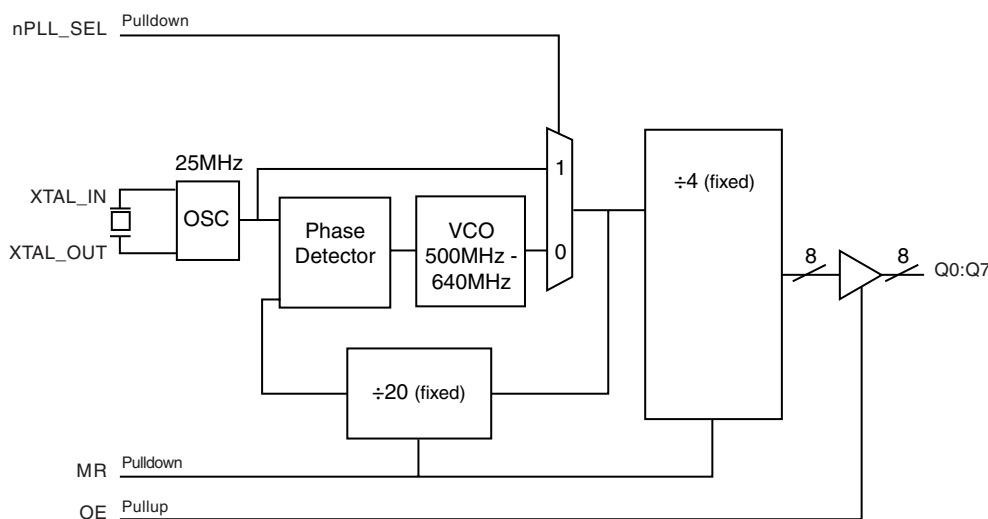 nPLL_SEL Pulldown
25MHz
XTAL_IN
OSC
XTAL_OUT
Phase
Detector
VCO
500MHz -
640MHz
1
0
÷4 (fixed)
8
8
Q0:Q7
÷20 (fixed)
MR Pulldown
OE Pullup